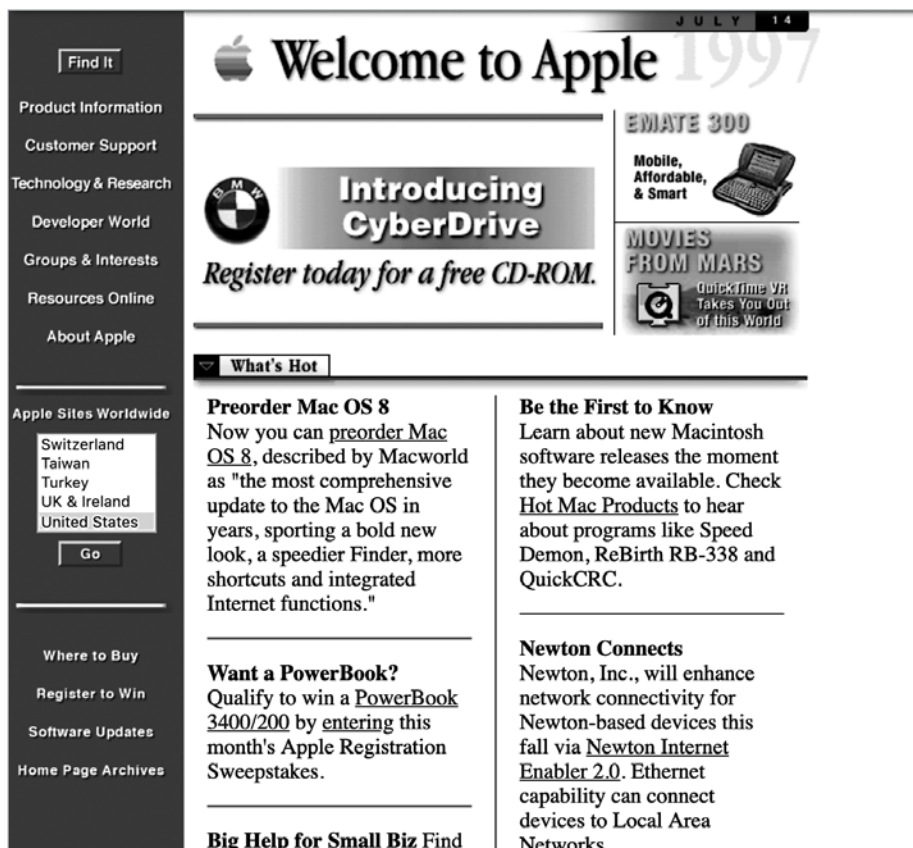 JULY 14
1997
Welcome to Apple
Find It
Product Information
Customer Support
Technology & Research
Developer World
Groups & Interests
Resources Online
About Apple
Apple Sites Worldwide
Switzerland
Taiwan
Turkey
UK & Ireland
United States
Go
Where to Buy
Register to Win
Software Updates
Home Page Archives
BMW
Introducing
CyberDrive
Register today for a free CD-ROM.
EMATE 300
Mobile,
Affordable,
& Smart
MOVIES
FROM MARS
QuickTime VR
Takes You Out
of this World
What's Hot
Preorder Mac OS 8
Now you can preorder Mac
OS 8, described by Macworld
as "the most comprehensive
update to the Mac OS in
years, sporting a bold new
look, a speedier Finder, more
shortcuts and integrated
Internet functions."
Want a PowerBook?
Qualify to win a PowerBook
3400/200 by entering this
month's Apple Registration
Sweepstakes.
Big Help for Small Biz Find
Be the First to Know
Learn about new Macintosh
software releases the moment
they become available. Check
Hot Mac Products to hear
about programs like Speed
Demon, ReBirth RB-338 and
QuickCRC.
Newton Connects
Newton, Inc., will enhance
network connectivity for
Newton-based devices this
fall via Newton Internet
Enabler 2.0. Ethernet
capability can connect
devices to Local Area
Networks.